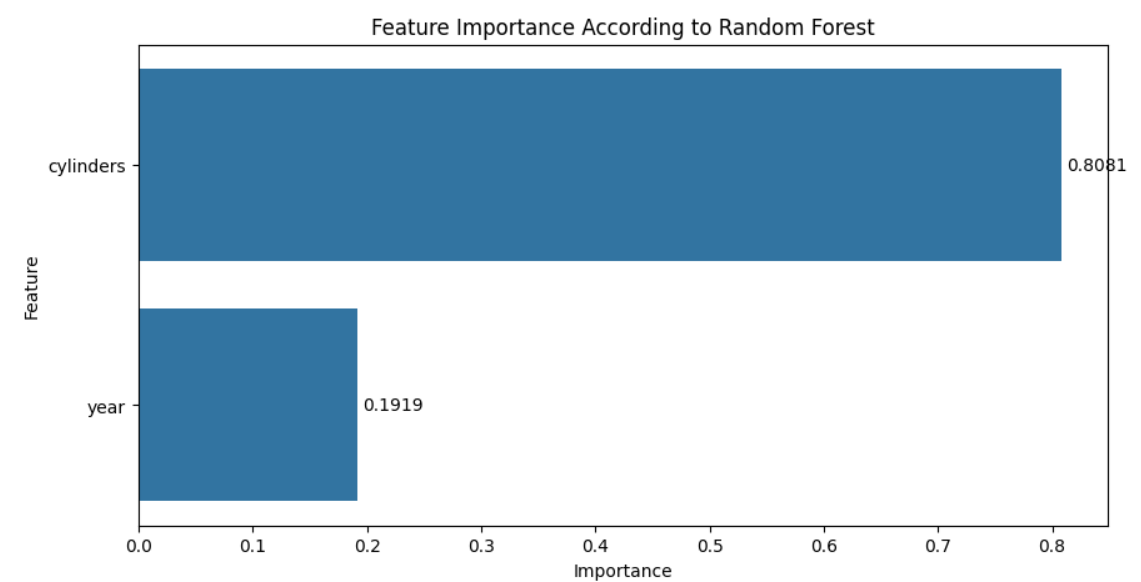 Feature Importance According to Random Forest
cylinders
0.8081
Feature
year
0.1919
0.0 0.1 0.2 0.3 0.4 0.5 0.6 0.7 0.8
Importance